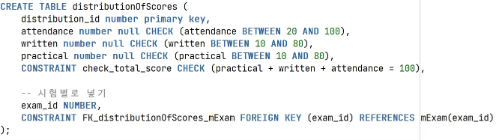 CREATE TABLE distributionOfScores (
distribution_id number primary key,
attendance number null CHECK (attendance BETWEEN 20 AND 100),
written number null CHECK (written BETWEEN 10 AND 80),
practical number null CHECK (practical BETWEEN 10 AND 80),
CONSTRAINT check_total_score CHECK (practical + written + attendance = 100),
-- 시험별로 넣기
exam_id NUMBER,
CONSTRAINT FK_distributionOfScores_mExam FOREIGN KEY (exam_id) REFERENCES mExam(exam_id)
);